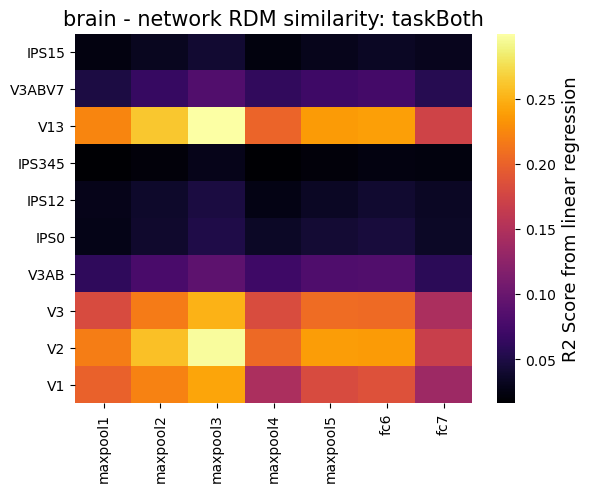 brain - network RDM similarity: taskBoth
IPS15
V3ABV7
V13
IPS345
IPS12
IPS0
V3AB
V3
V2
V1
maxpool1
maxpool2
maxpool3
maxpool4
maxpool5
fc6
fc7
0.25
0.20
0.15
0.10
0.05
R2 Score from linear regression